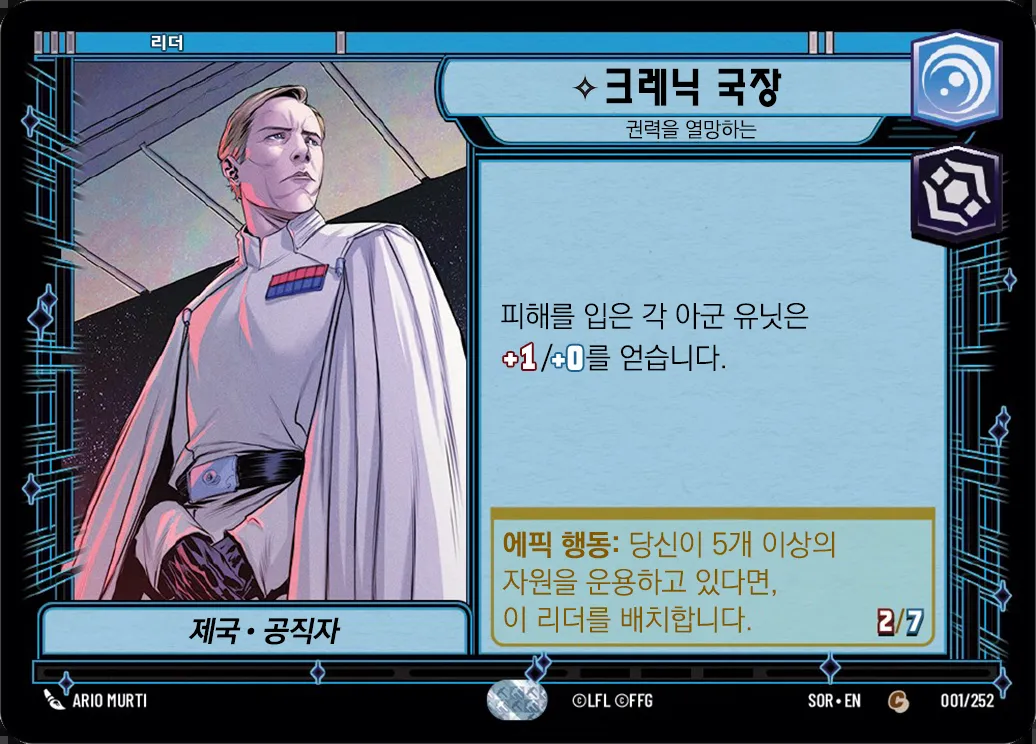 리더
✧크레닉 국장
권력을 열망하는
피해를 입은 각 아군 유닛은
+1/+0를 얻습니다.
에픽 행동: 당신이 5개 이상의
자원을 운용하고 있다면,
이 리더를 배치합니다.
2/7
제국 • 공직자
ARIO MURTI
©LFL ©FFG
SOR • EN
C
001/252